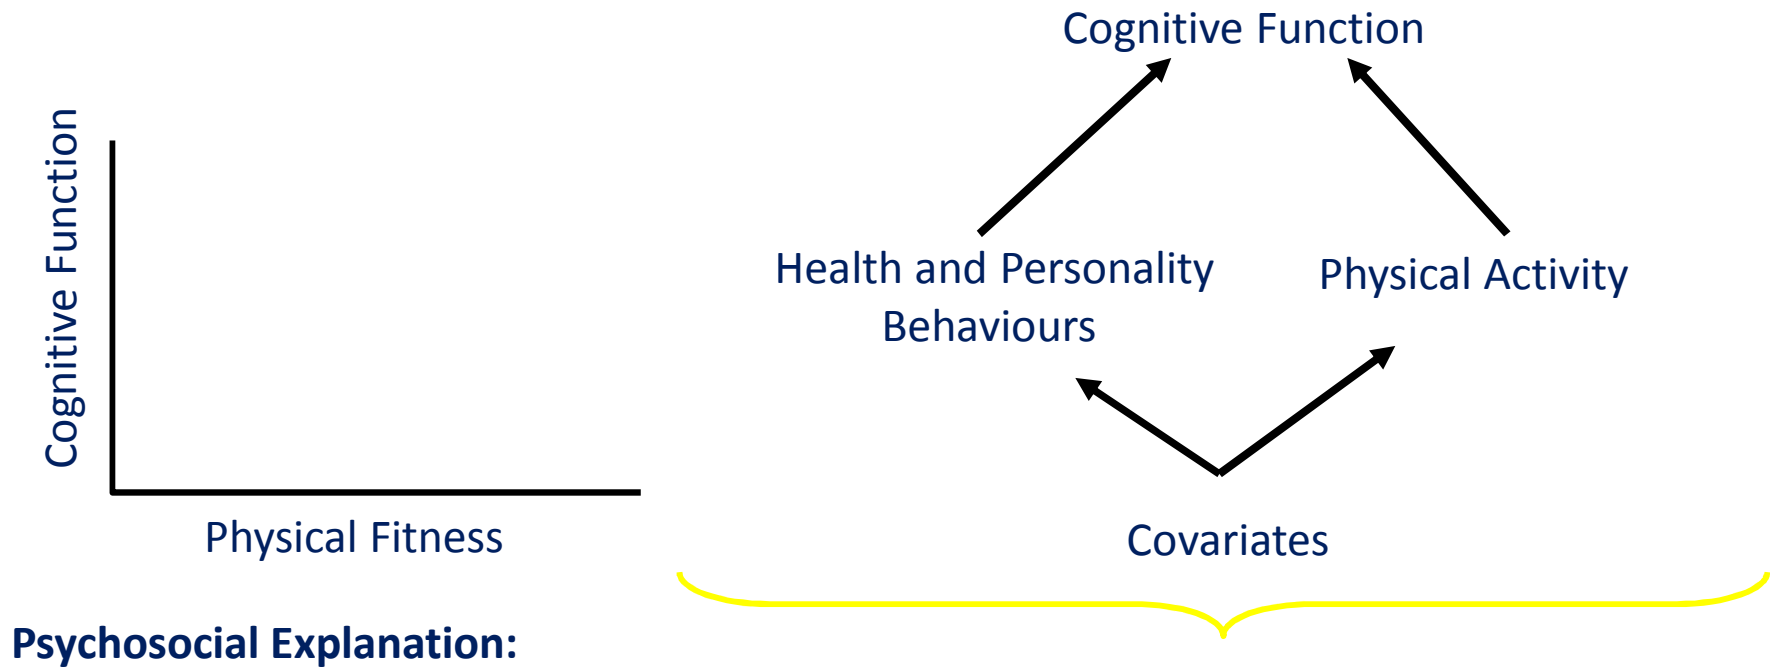 Cognitive Function
Cognitive Function
Health and Personality
Behaviours
Physical Activity
Physical Fitness
Covariates
Psychosocial Explanation: